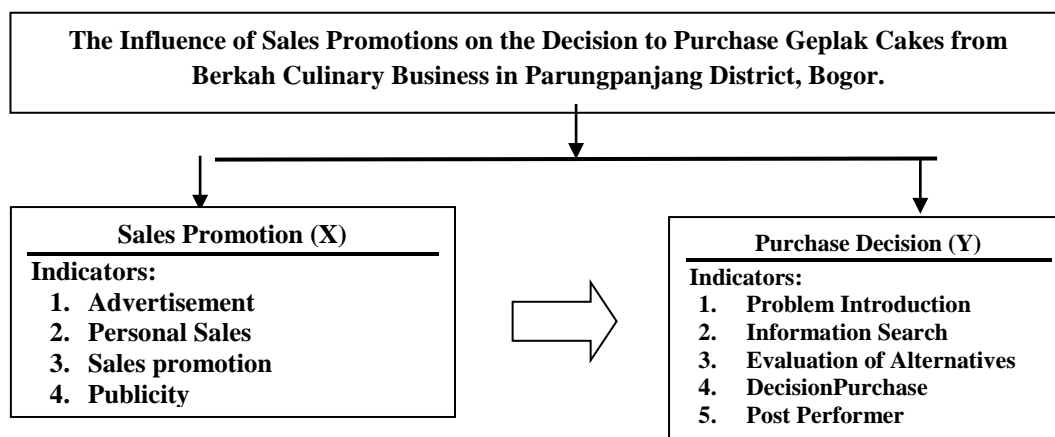 The Influence of Sales Promotions on the Decision to Purchase Geplak Cakes from
Berkah Culinary Business in Parungpanjang District, Bogor.
Sales Promotion (X)
Indicators:
1. Advertisement
2. Personal Sales
3. Sales promotion
4. Publicity
Purchase Decision (Y)
Indicators:
1. Problem Introduction
2. Information Search
3. Evaluation of Alternatives
4. DecisionPurchase
5. Post Performer